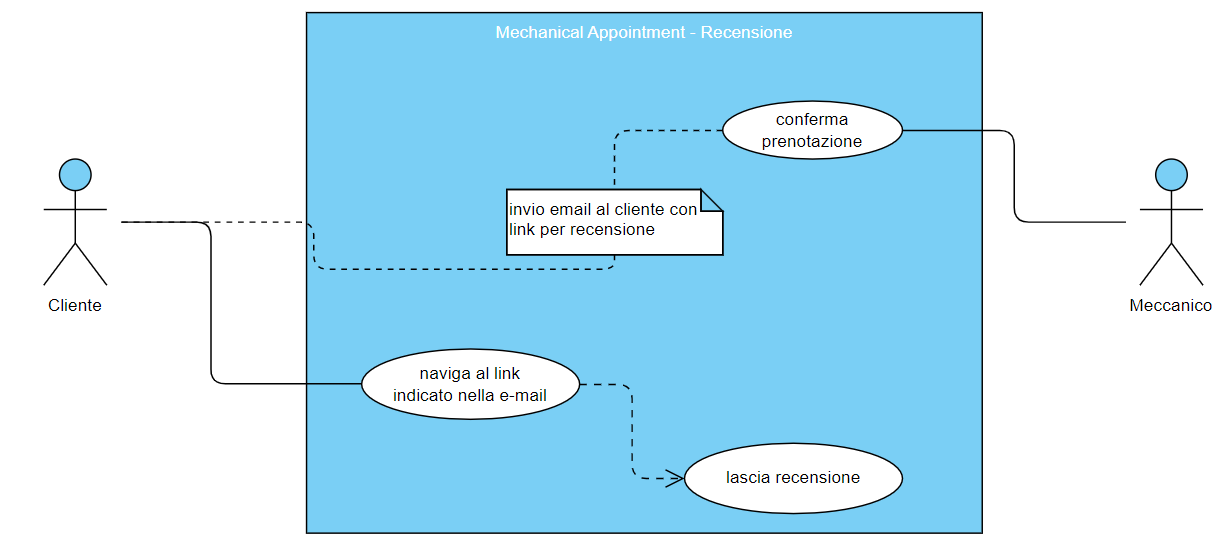 Mechanical Appointment - Recensione
conferma
prenotazione
invio email al cliente con
link per recensione
Cliente
Meccanico
naviga al link
indicato nella e-mail
lascia recensione